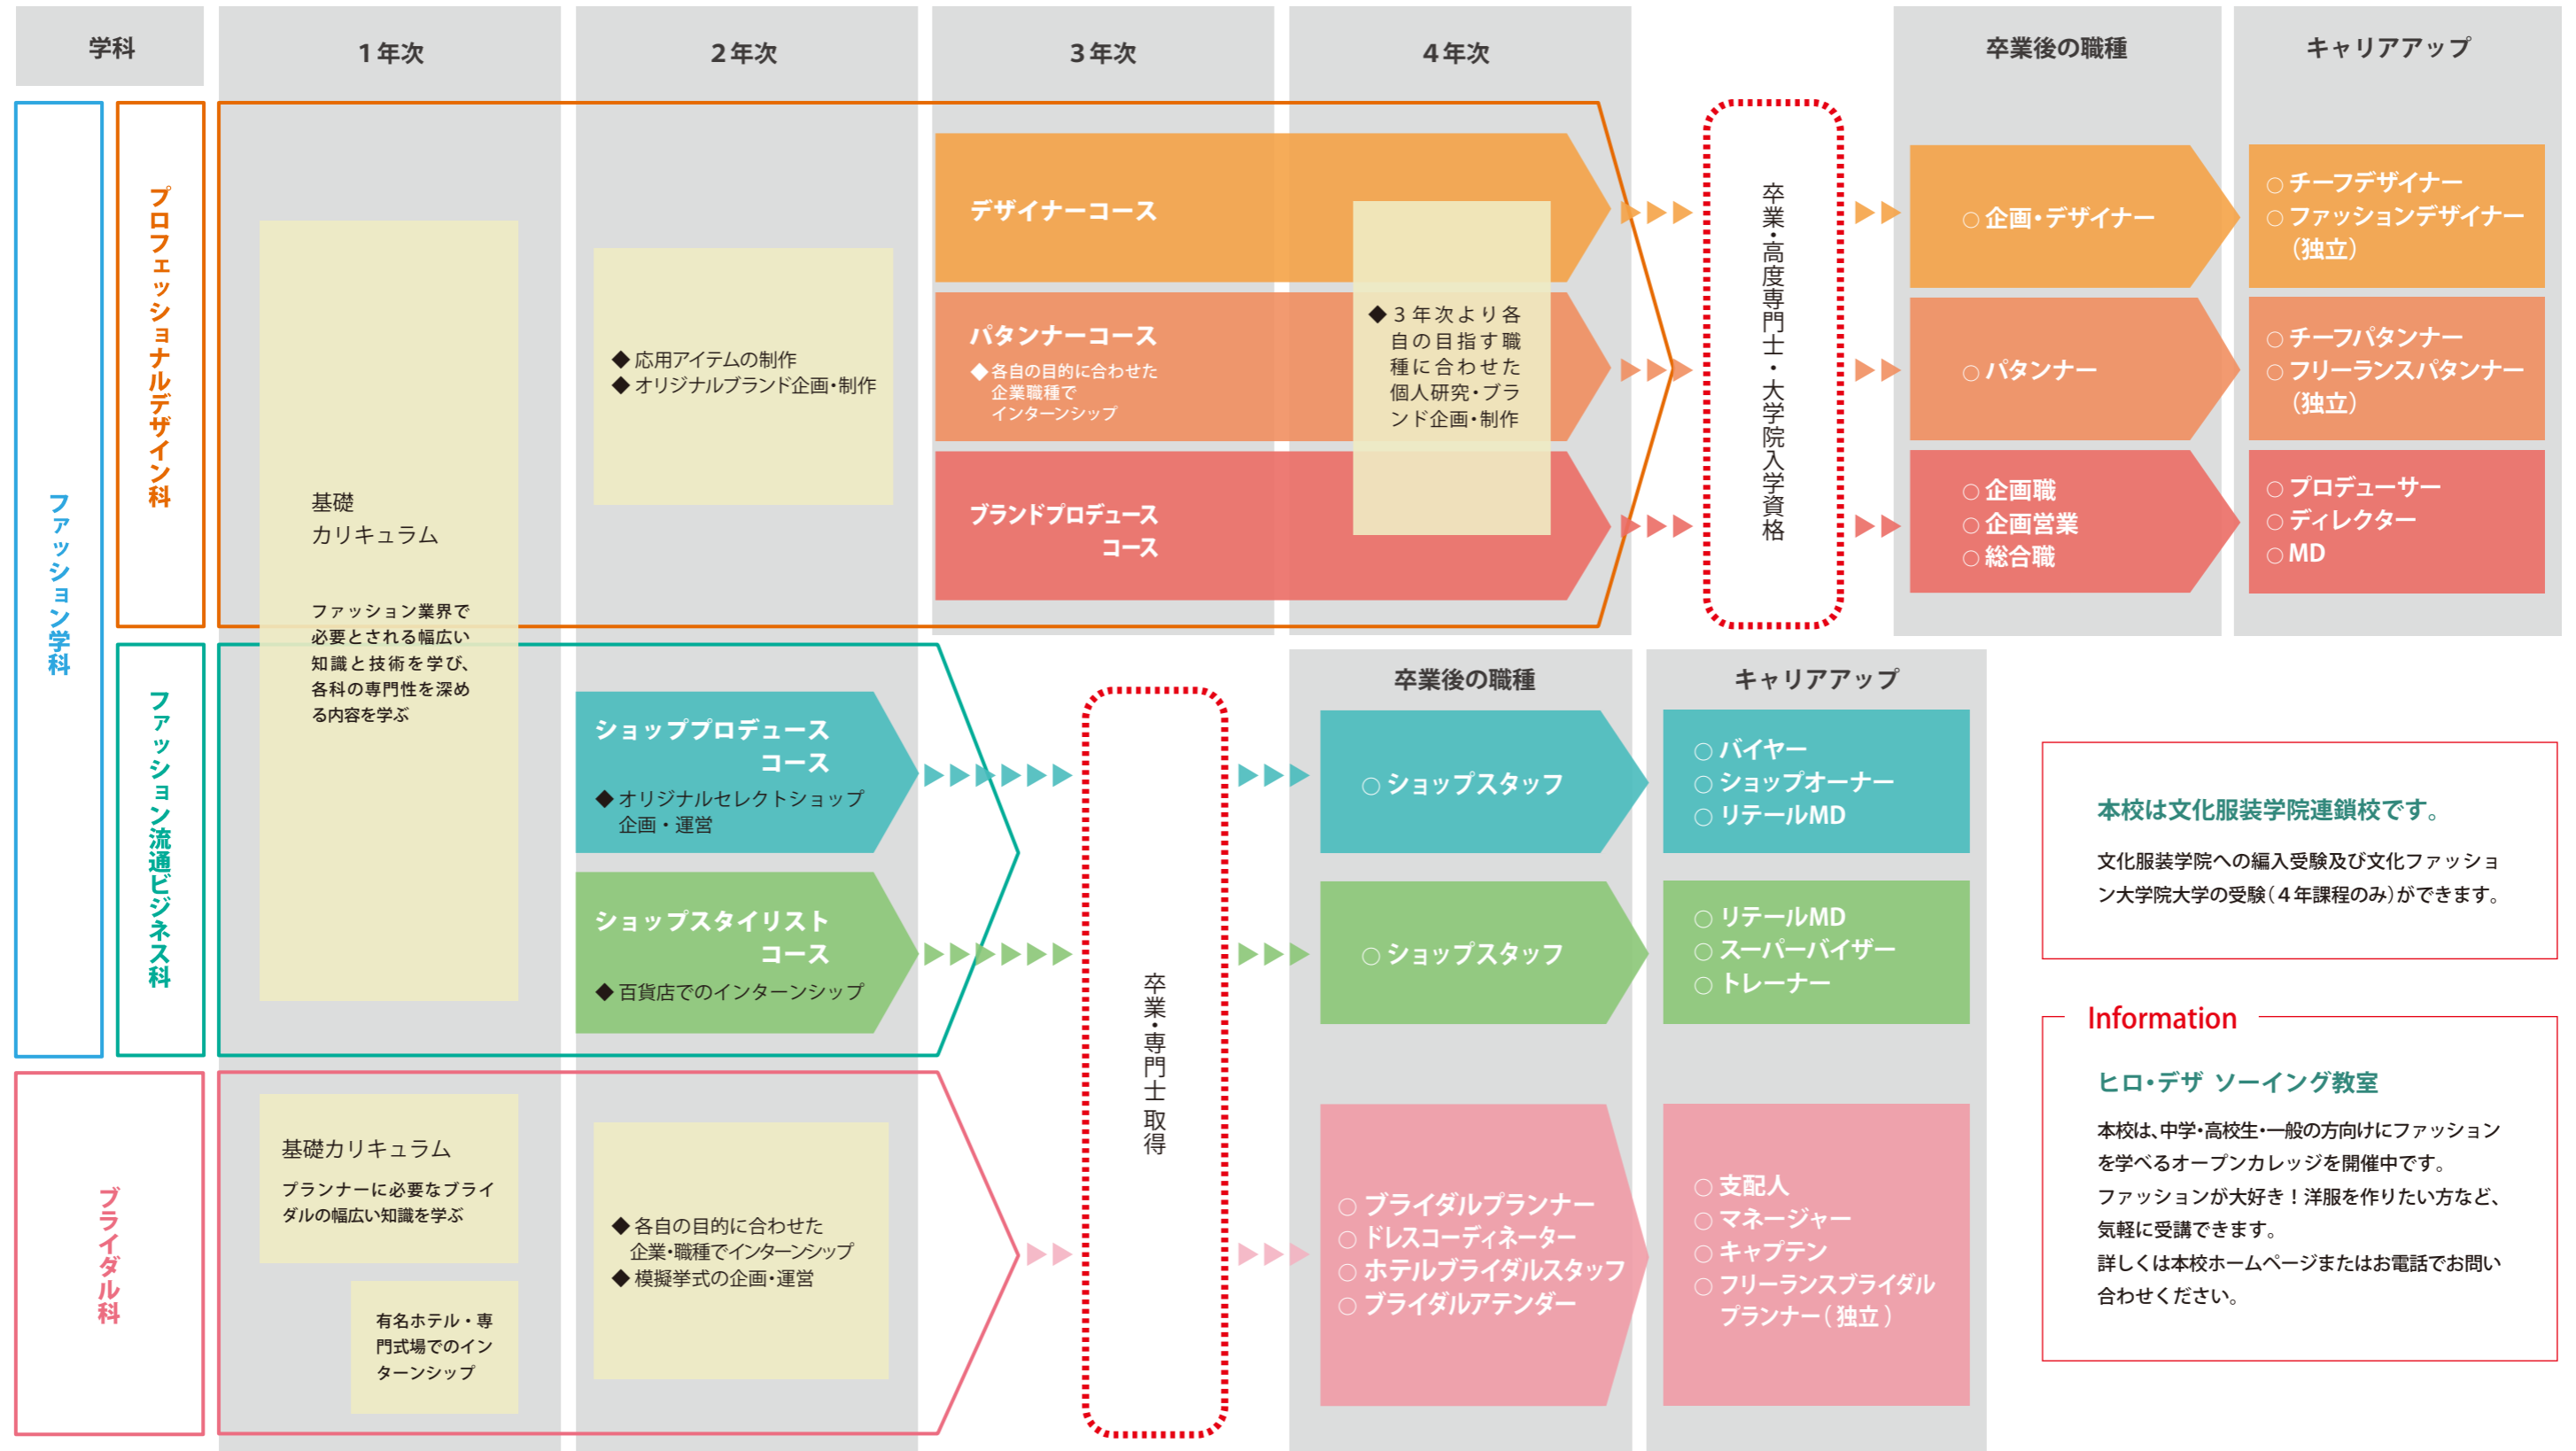 学科
1年次
2年次
3年次
4年次
卒業後の職種
キャリアアップ
ファッション学科
プロフェッショナルデザイン科
基礎
カリキュラム
ファッション業界で
必要とされる幅広い
知識と技術を学び、
各科の専門性を深め
る内容を学ぶ
◆ 応用アイテムの制作
◆ オリジナルブランド企画・制作
デザイナーコース
パタンナーコース
◆ 各自の目的に合わせた
企業職種で
インターンシップ
ブランドプロデュース
コース
◆ 3年次より各
自の目指す職
種に合わせた
個人研究・ブラ
ンド企画・制作
卒業・高度専門士・大学院入学資格
○ 企画・デザイナー
○ チーフデザイナー
○ ファッションデザイナー
（独立）
○ パタンナー
○ チーフパタンナー
○ フリーランスパタンナー
（独立）
○ 企画職
○ 企画営業
○ 総合職
○ プロデューサー
○ ディレクター
○ MD
ファッション流通ビジネス科
ショッププロデュース
コース
◆ オリジナルセレクトショップ
企画・運営
ショップスタイリスト
コース
◆ 百貨店でのインターンシップ
卒業・専門士 取得
卒業後の職種
キャリアアップ
○ ショップスタッフ
○ バイヤー
○ ショップオーナー
○ リテールMD
○ ショップスタッフ
○ リテールMD
○ スーパーバイザー
○ トレーナー
ブライダル科
基礎カリキュラム
プランナーに必要なブライ
ダルの幅広い知識を学ぶ
有名ホテル・専
門式場でのイン
ターンシップ
◆ 各自の目的に合わせた
企業・職種でインターンシップ
◆ 模擬挙式の企画・運営
○ ブライダルプランナー
○ ドレスコーディネーター
○ ホテルブライダルスタッフ
○ ブライダルアテンダー
○ 支配人
○ マネージャー
○ キャプテン
○ フリーランスブライダル
プランナー（独立）
本校は文化服装学院連鎖校です。
文化服装学院への編入受験及び文化ファッショ
ン大学院大学の受験（4年課程のみ）ができます。
Information
ヒロ・デザ ソーイング教室
本校は、中学・高校生・一般の方向けにファッション
を学べるオープンカレッジを開催中です。
ファッションが大好き！洋服を作りたい方など、
気軽に受講できます。
詳しくは本校ホームページまたはお電話でお問い
合わせください。